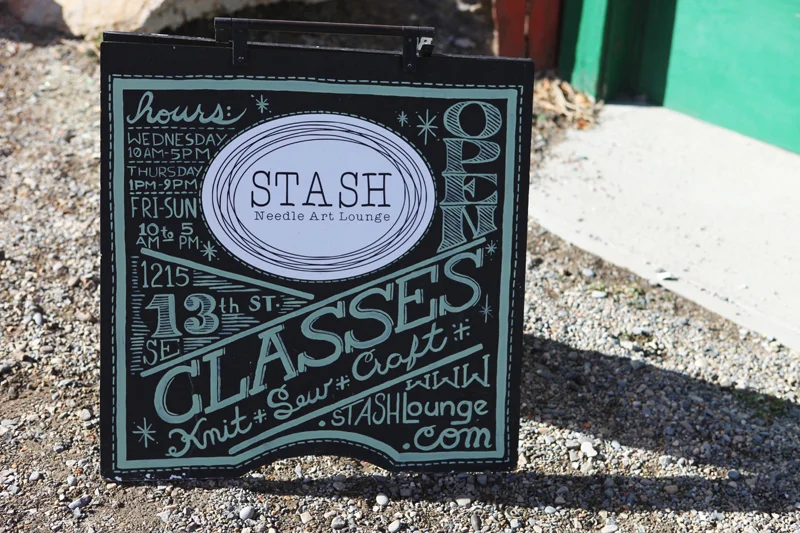 hours:
WEDNESDAY
10AM-5PM
THURSDAY
1PM-9PM
FRI-SUN
10 to 5
AM PM
OPEN
STASH
Needle Art Lounge
1215
13th ST.
SE
CLASSES
Knit * Sew * Craft *
WWW
.STASHLounge
.com